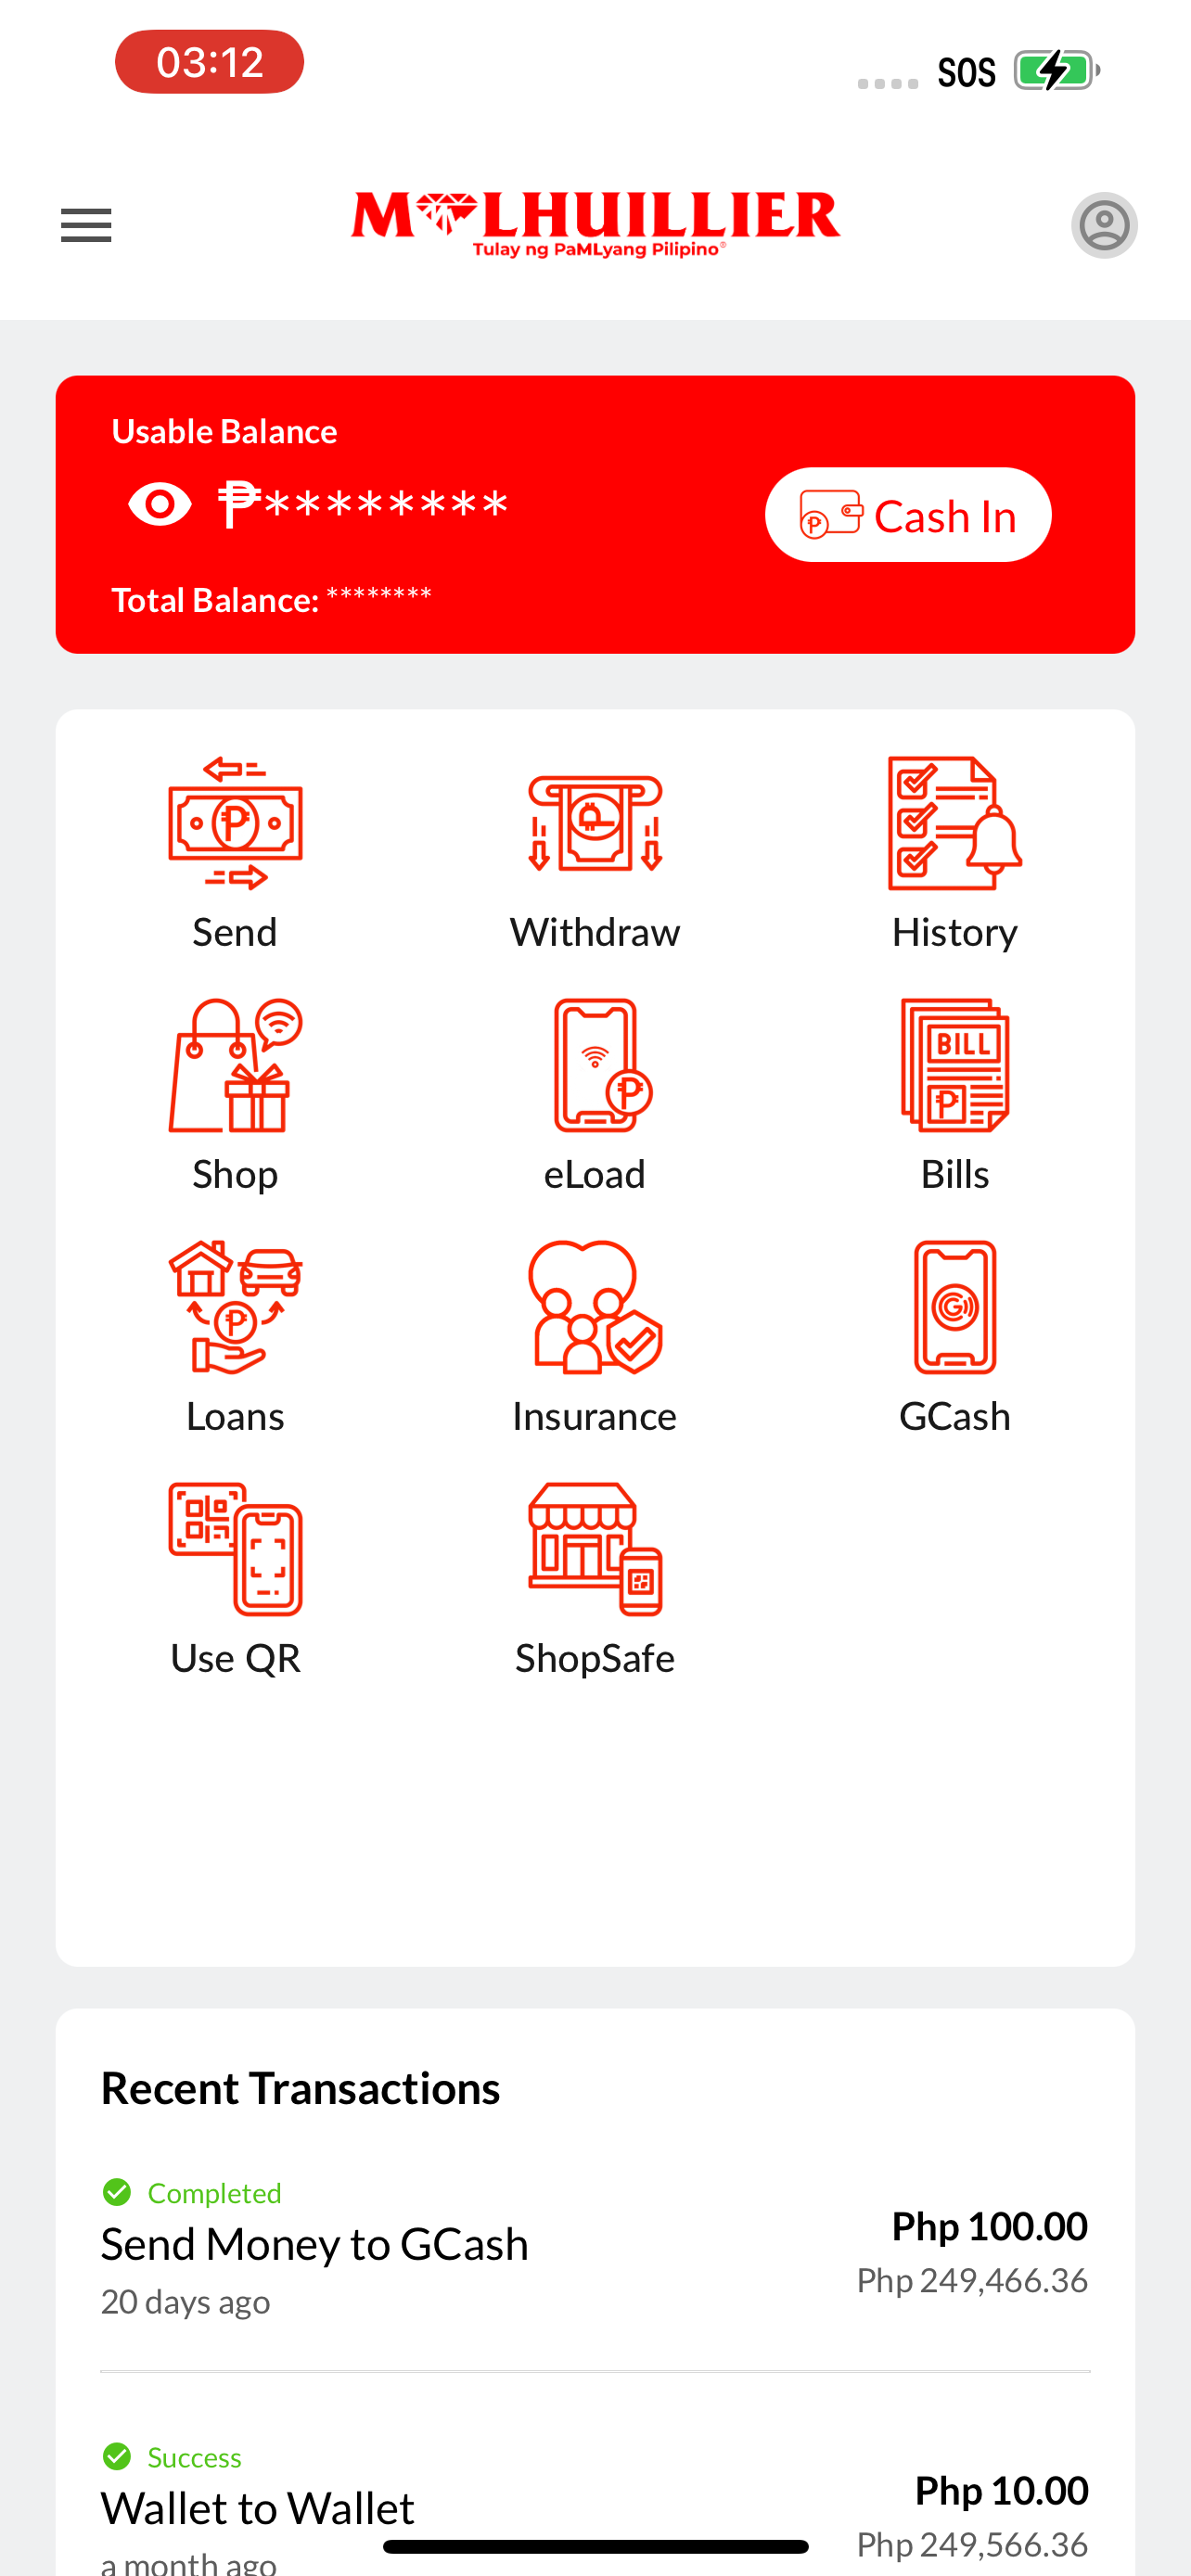 03:12
SOS
MLHUILLIER
Tulay ng PaMLyang Pilipino®
Usable Balance
₱********
Cash In
Total Balance: ********
Send
Withdraw
History
Shop
eLoad
BILL
Bills
Loans
Insurance
GCash
Use QR
ShopSafe
Recent Transactions
Completed
Send Money to GCash
20 days ago
Php 100.00
Php 249,466.36
Success
Wallet to Wallet
a month ago
Php 10.00
Php 249,566.36